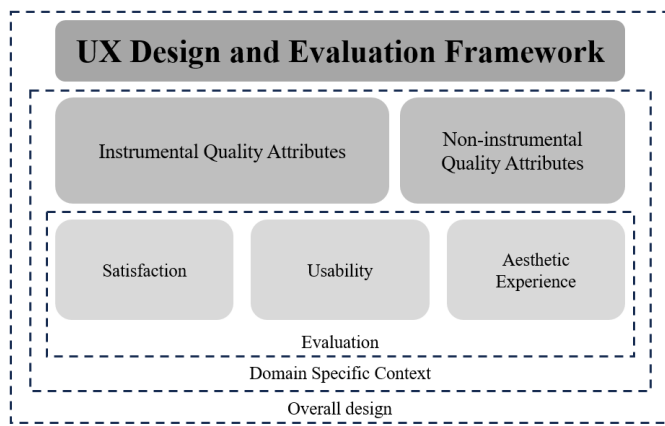 UX Design and Evaluation Framework
Instrumental Quality Attributes
Non-instrumental
Quality Attributes
Satisfaction
Usability
Aesthetic
Experience
Evaluation
Domain Specific Context
Overall design